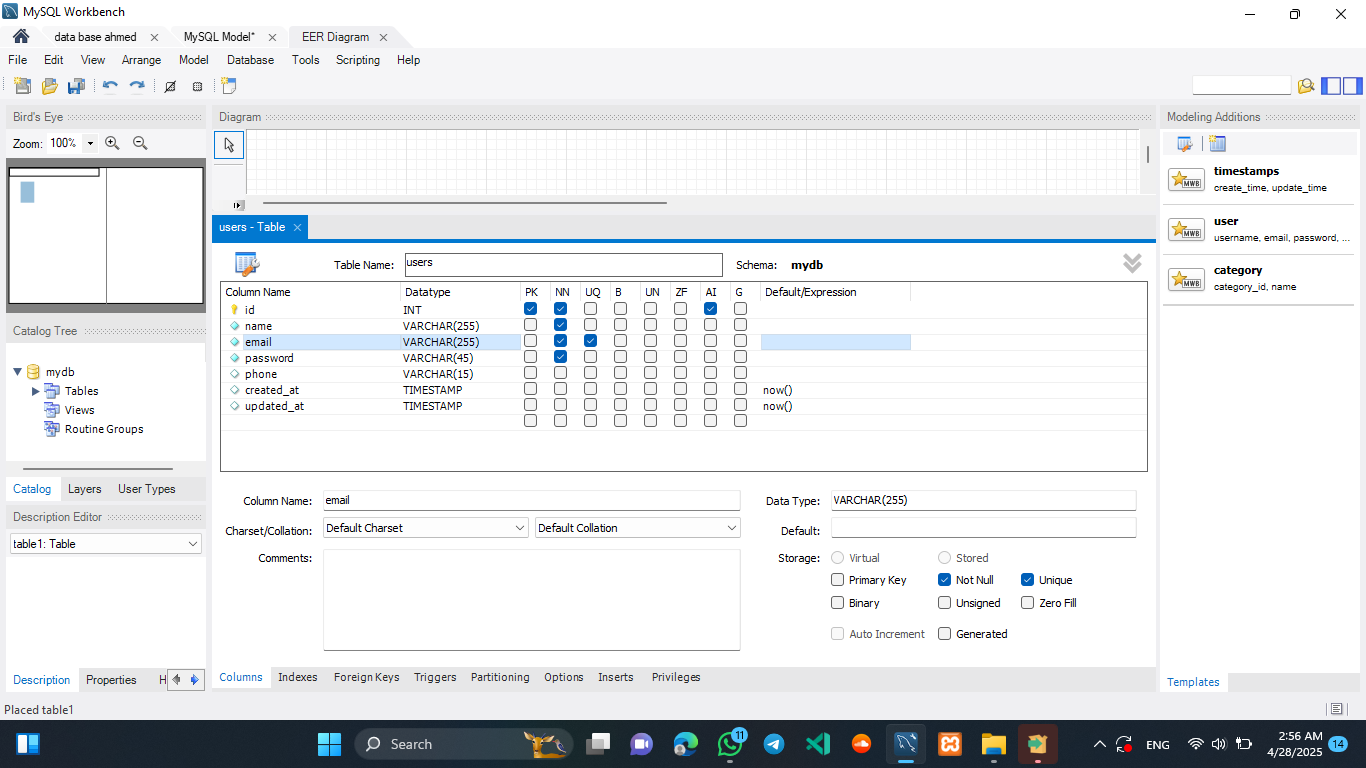 MySQL Workbench
data base ahmed
MySQL Model*
EER Diagram
File Edit View Arrange Model Database Tools Scripting Help
Bird's Eye
Zoom: 100%
Diagram
Modeling Additions
timestamps
create_time, update_time
user
username, email, password, ...
category
category_id, name
users - Table
Table Name: users Schema: mydb
Column Name Datatype PK NN UQ B UN ZF AI G Default/Expression
id INT
name VARCHAR(255)
email VARCHAR(255)
password VARCHAR(45)
phone VARCHAR(15)
created_at TIMESTAMP now()
updated_at TIMESTAMP now()
Catalog Tree
mydb
Tables
Views
Routine Groups
Catalog Layers User Types
Description Editor
table1: Table
Description Properties H
Column Name: email Data Type: VARCHAR(255)
Charset/Collation: Default Charset Default Collation Default:
Comments: Storage: Virtual Stored
Primary Key Not Null Unique
Binary Unsigned Zero Fill
Auto Increment Generated
Columns Indexes Foreign Keys Triggers Partitioning Options Inserts Privileges
Templates
Placed table1
Search
11
ENG
2:56 AM
4/28/2025
14
MWB
MWB
MWB